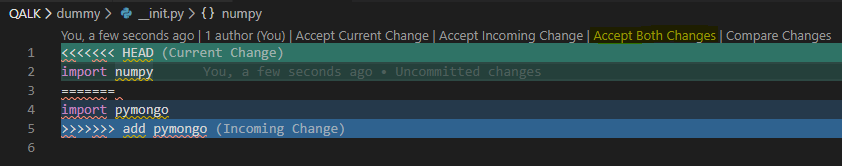 QALK > dummy > __init.py > {} numpy
You, a few seconds ago | 1 author (You) | Accept Current Change | Accept Incoming Change | Accept Both Changes | Compare Changes
1 <<<<<<< HEAD (Current Change)
2 import numpy You, a few seconds ago • Uncommitted changes
3 =======
4 import pymongo
5 >>>>>>> add pymongo (Incoming Change)
6